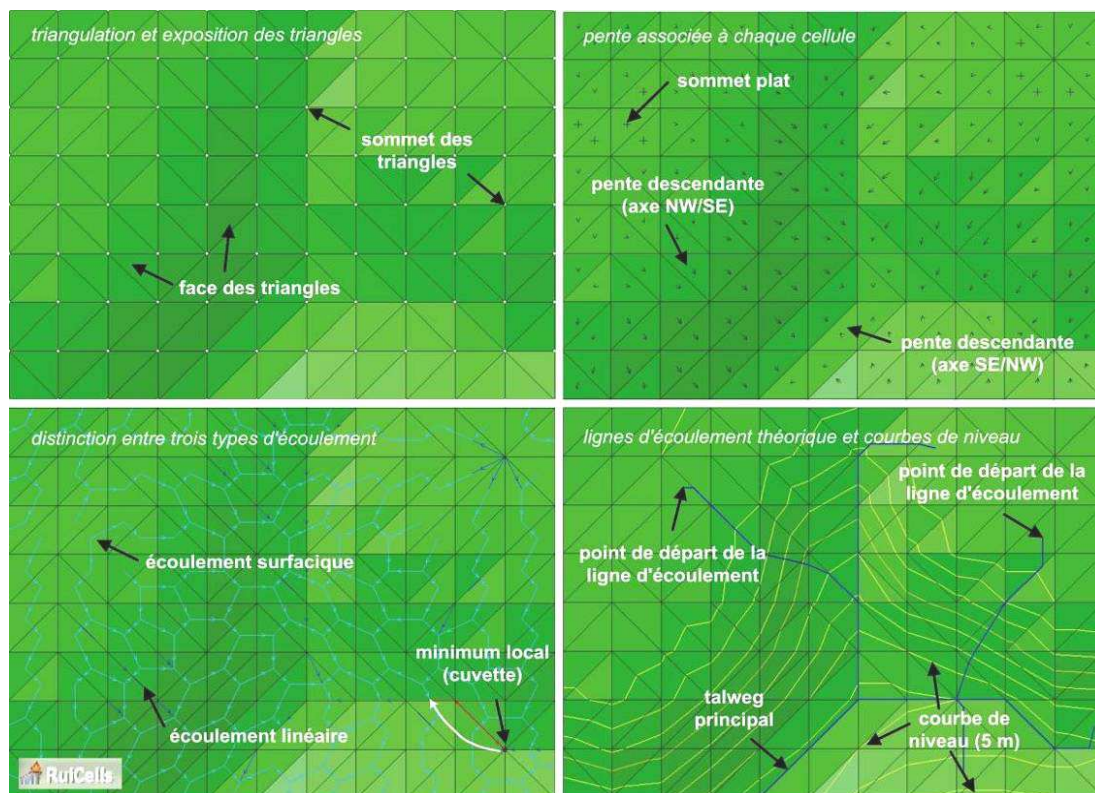 triangulation et exposition des triangles
sommet des
triangles
face des triangles
pente associée à chaque cellule
sommet plat
pente descendante
(axe NW/SE)
pente descendante
(axe SE/NW)
distinction entre trois types d'écoulement
écoulement surfacique
minimum local
(cuvette)
écoulement linéaire
RuiCells
lignes d'écoulement théorique et courbes de niveau
point de départ de la
ligne d'écoulement
point de départ de la
ligne d'écoulement
talweg
principal
courbe de
niveau (5 m)